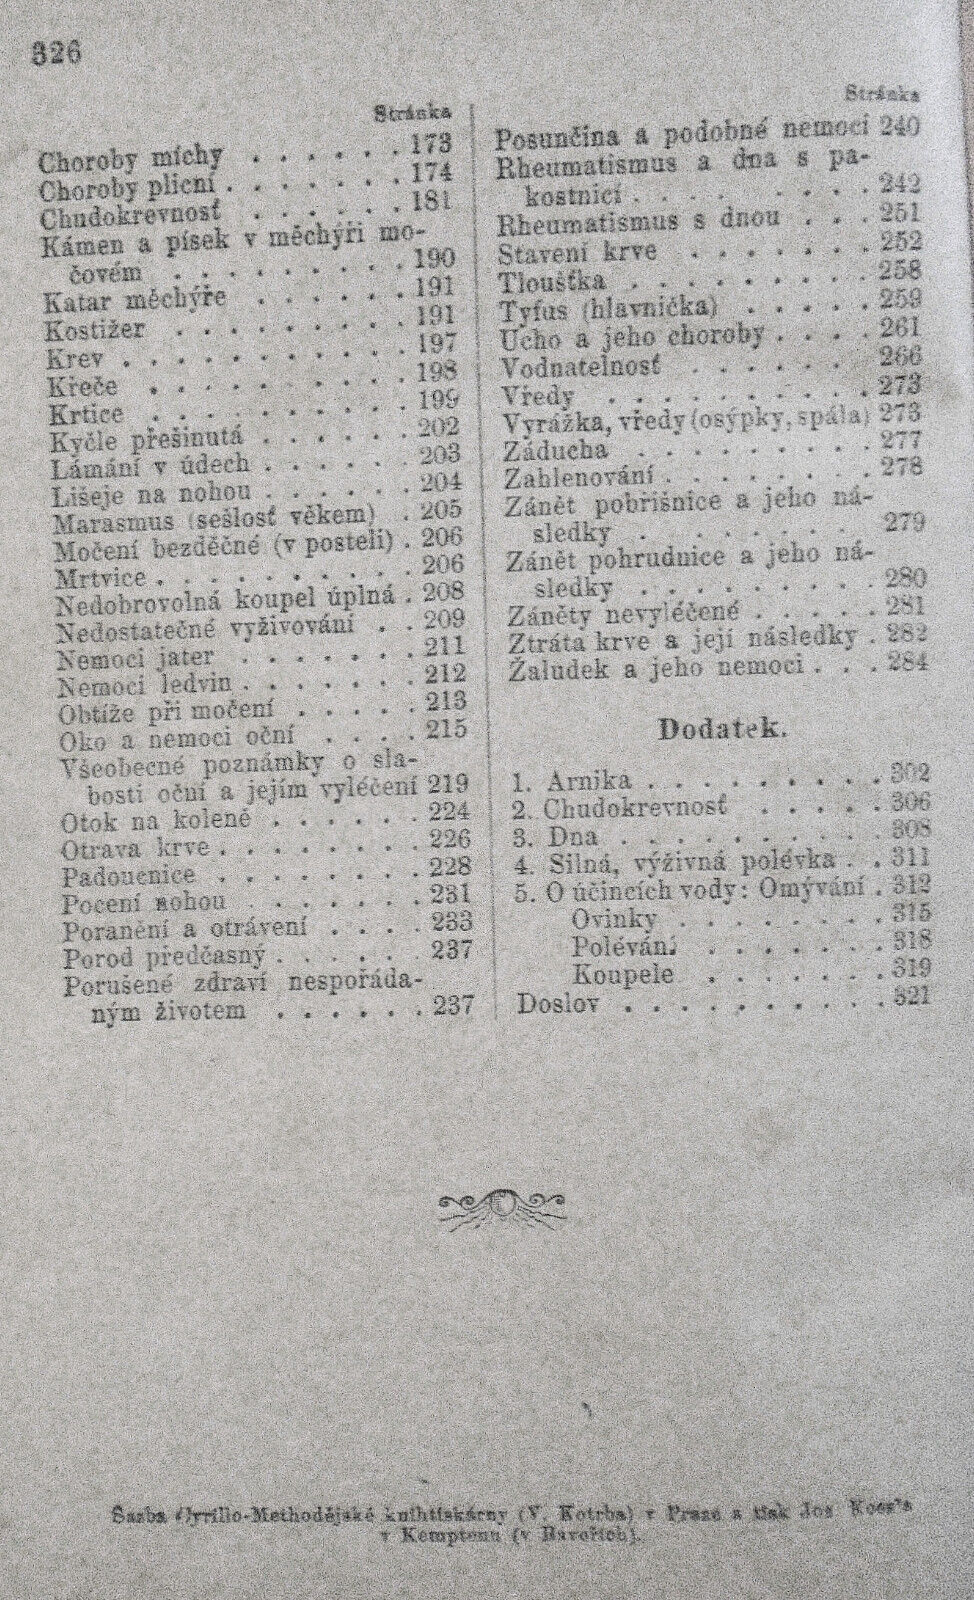 326
Stránka
Choroby míchy . . . . . . 173
Choroby plicní . . . . . . . 174
Chudokrevnosť . . . . . . 181
Kámen a písek v měchýři mo-
čovém . . . . . . . . . 190
Katar měchýře . . . . . . 191
Kostižer . . . . . . . . . 191
Krev . . . . . . . . . . . 197
Křeče . . . . . . . . . . 198
Krtice . . . . . . . . . . 199
Kyčle přešinutá . . . . . . 202
Lámání v údech . . . . . . 203
Lišeje na nohou . . . . . . 204
Marasmus (sešlosť věkem) . 205
Močení bezděčné (v posteli) . 206
Mrtvice . . . . . . . . . . 206
Nedobrovolná koupel úplná . 208
Nedostatečné vyživování . . 209
Nemoci jater . . . . . . . 211
Nemoci ledvin . . . . . . . 212
Obtíže při močení . . . . . 213
Oko a nemoci oční . . . . 215
Všeobecné poznámky o sla-
bosti oční a jejím vyléčení 219
Otok na koleně . . . . . . 224
Otrava krve . . . . . . . . 226
Padoucnice . . . . . . . . 228
Pocení nohou . . . . . . . 231
Poranění a otrávení . . . . 233
Porod předčasný . . . . . . 237
Porušené zdraví nespořáda-
ným životem . . . . . . 237
Stránka
Posunčina a podobné nemoci 240
Rheumatismus a dna s pa-
kostnicí . . . . . . . . . 242
Rheumatismus s dnou . . . 251
Stavení krve . . . . . . . 252
Tloušťka . . . . . . . . . 258
Tyfus (hlavnička) . . . . . 259
Ucho a jeho choroby . . . . 261
Vodnatelnosť . . . . . . 266
Vředy . . . . . . . . . . 273
Vyrážka, vředy (osýpky, spála) 273
Záducha . . . . . . . . . 277
Zahlenování . . . . . . . . 278
Zánět pobřišnice a jeho ná-
sledky . . . . . . . . 279
Zánět pohrudnice a jeho ná-
sledky . . . . . . . . . 280
Záněty nevyléčené . . . . . 281
Ztráta krve a její následky . 282
Žaludek a jeho nemoci . . . 284
Dodatek.
1. Arnika . . . . . . . . . 302
2. Chudokrevnosť . . . . . 306
3. Dna . . . . . . . . . . 308
4. Silná, výživná polévka . . 311
5. O účincích vody: Omývání . 312
Ovinky . . . . . . . . 315
Polévání . . . . . . . 318
Koupele . . . . . . . 319
Doslov . . . . . . . . . . 321
Sazba Cyrillo-Methodějské knihtiskárny (V. Kotrba) v Praze a tisk Jos Koes'a
v Kemptenu (v Bavořích).